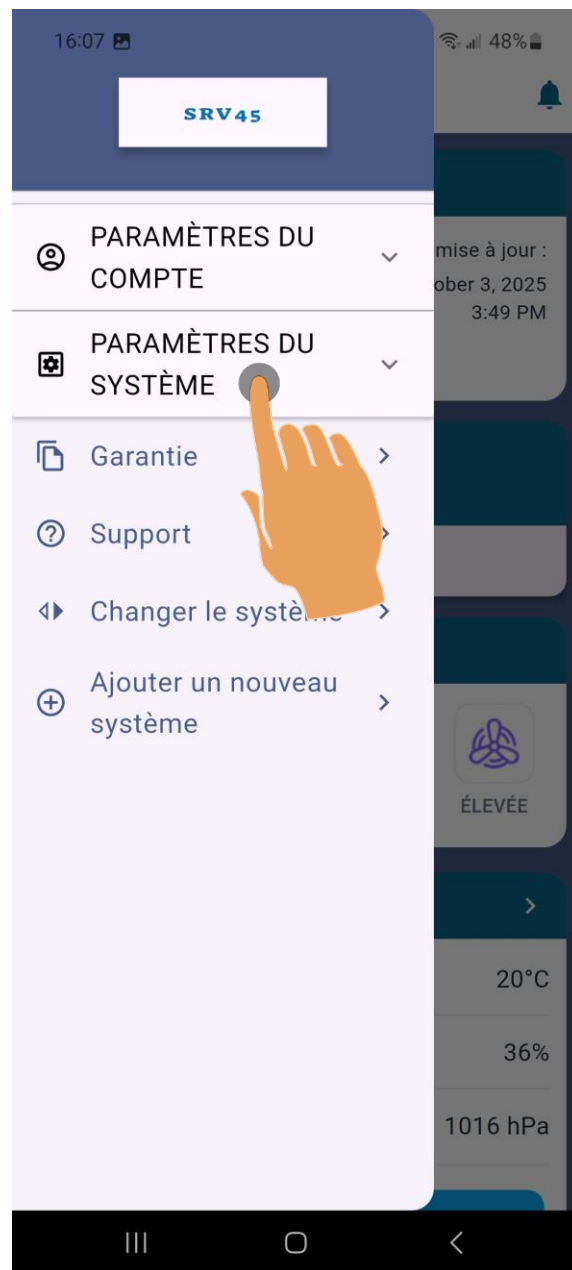 16:07
48%
SRV45
PARAMÈTRES DU
COMPTE
mise à jour :
ober 3, 2025
3:49 PM
PARAMÈTRES DU
SYSTÈME
Garantie
Support
Changer le système
Ajouter un nouveau
système
ÉLEVÉE
20°C
36%
1016 hPa